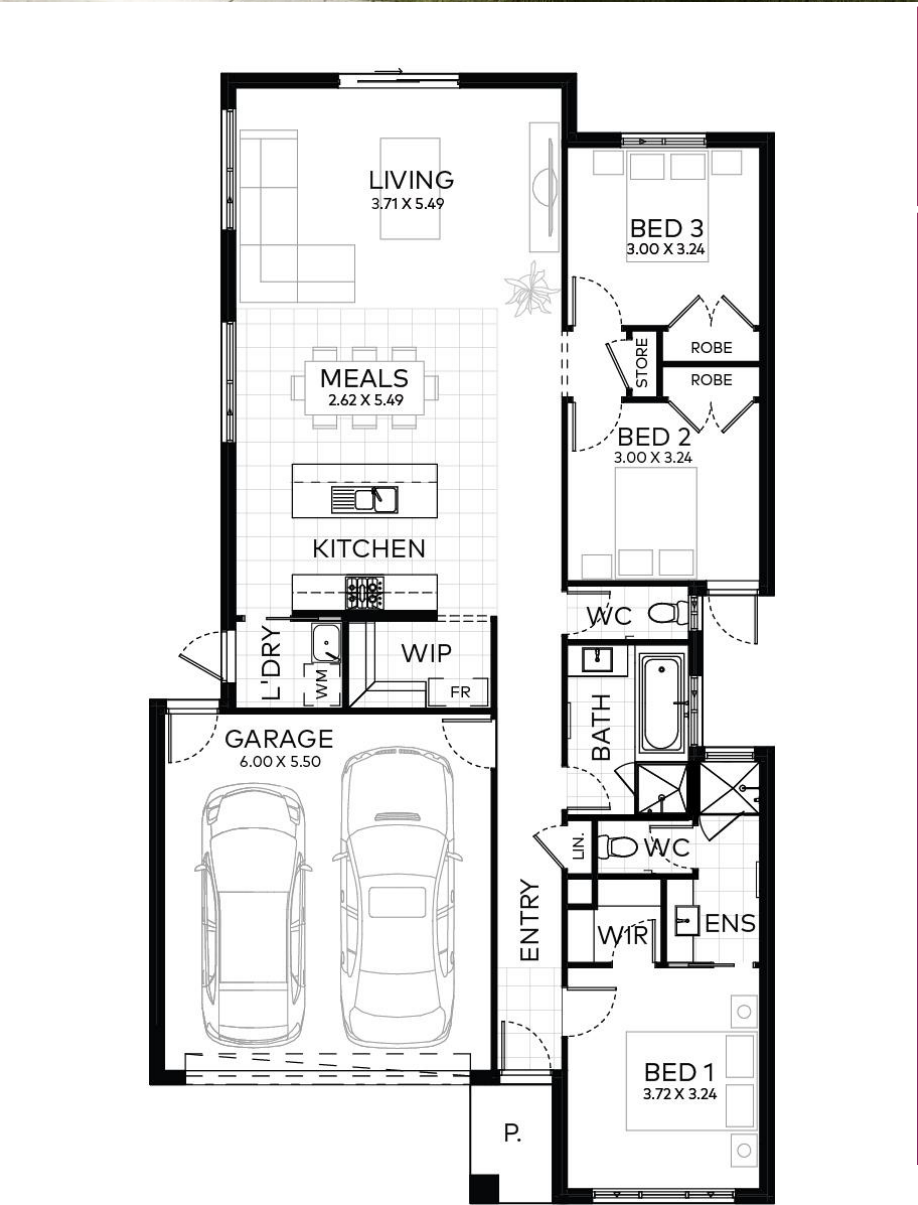 LIVING
3.71 X 5.49
BED 3
3.00 X 3.24
ROBE
STORE
ROBE
MEALS
2.62 X 5.49
BED 2
3.00 X 3.24
KITCHEN
WC
L'DRY
WM
WIP
FR
BATH
GARAGE
6.00 X 5.50
LIN.
WC
ENTRY
WIR
ENS
BED 1
3.72 X 3.24
P.